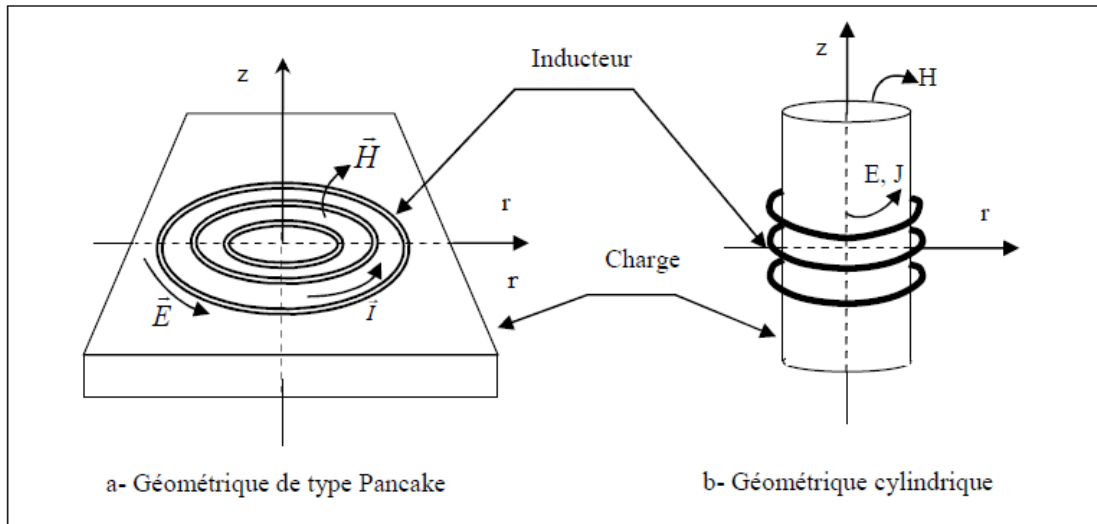 Inducteur
z
z
H
H
E, J
r
r
Charge
r
E
I
a- Géométrique de type Pancake
b- Géométrique cylindrique